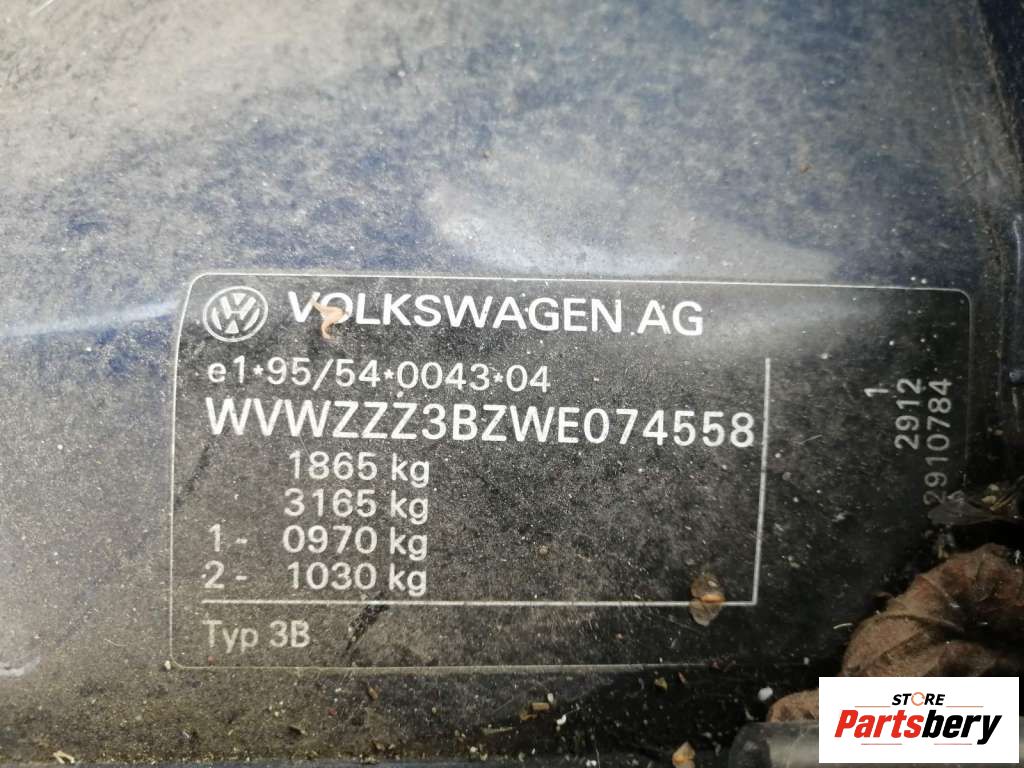 VOLKSWAGEN AG
e1*95/54*0043*04
WVWZZZ3BZWE074558
1865 kg
3165 kg
1- 0970 kg
2- 1030 kg
Typ 3B
1
2912
2910784
STORE
Partsbery